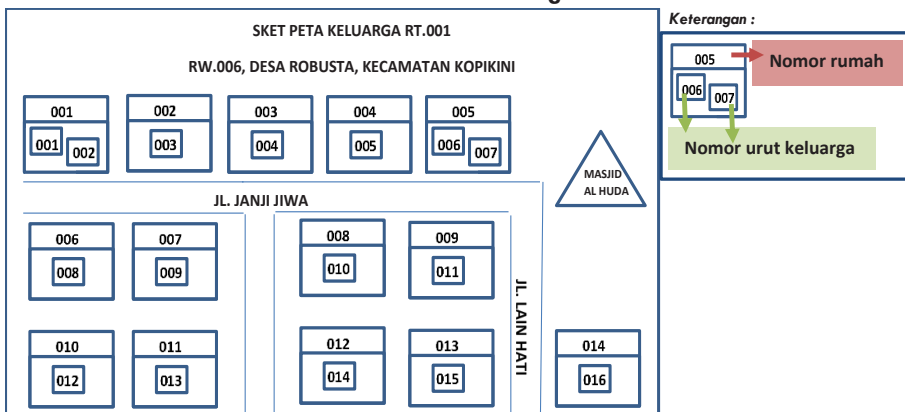 SKET PETA KELUARGA RT.001
RW.006, DESA ROBUSTA, KECAMATAN KOPIKINI
001 002 003 004 005
001 002 003 004 005 006 007
MASJID
AL HUDA
JL. JANJI JIWA
006 007 008 009
008 009 010 011
JL. LAIN HATI
010 011 012 013 014
012 013 014 015 016
Keterangan :
005 Nomor rumah
006 007
Nomor urut keluarga